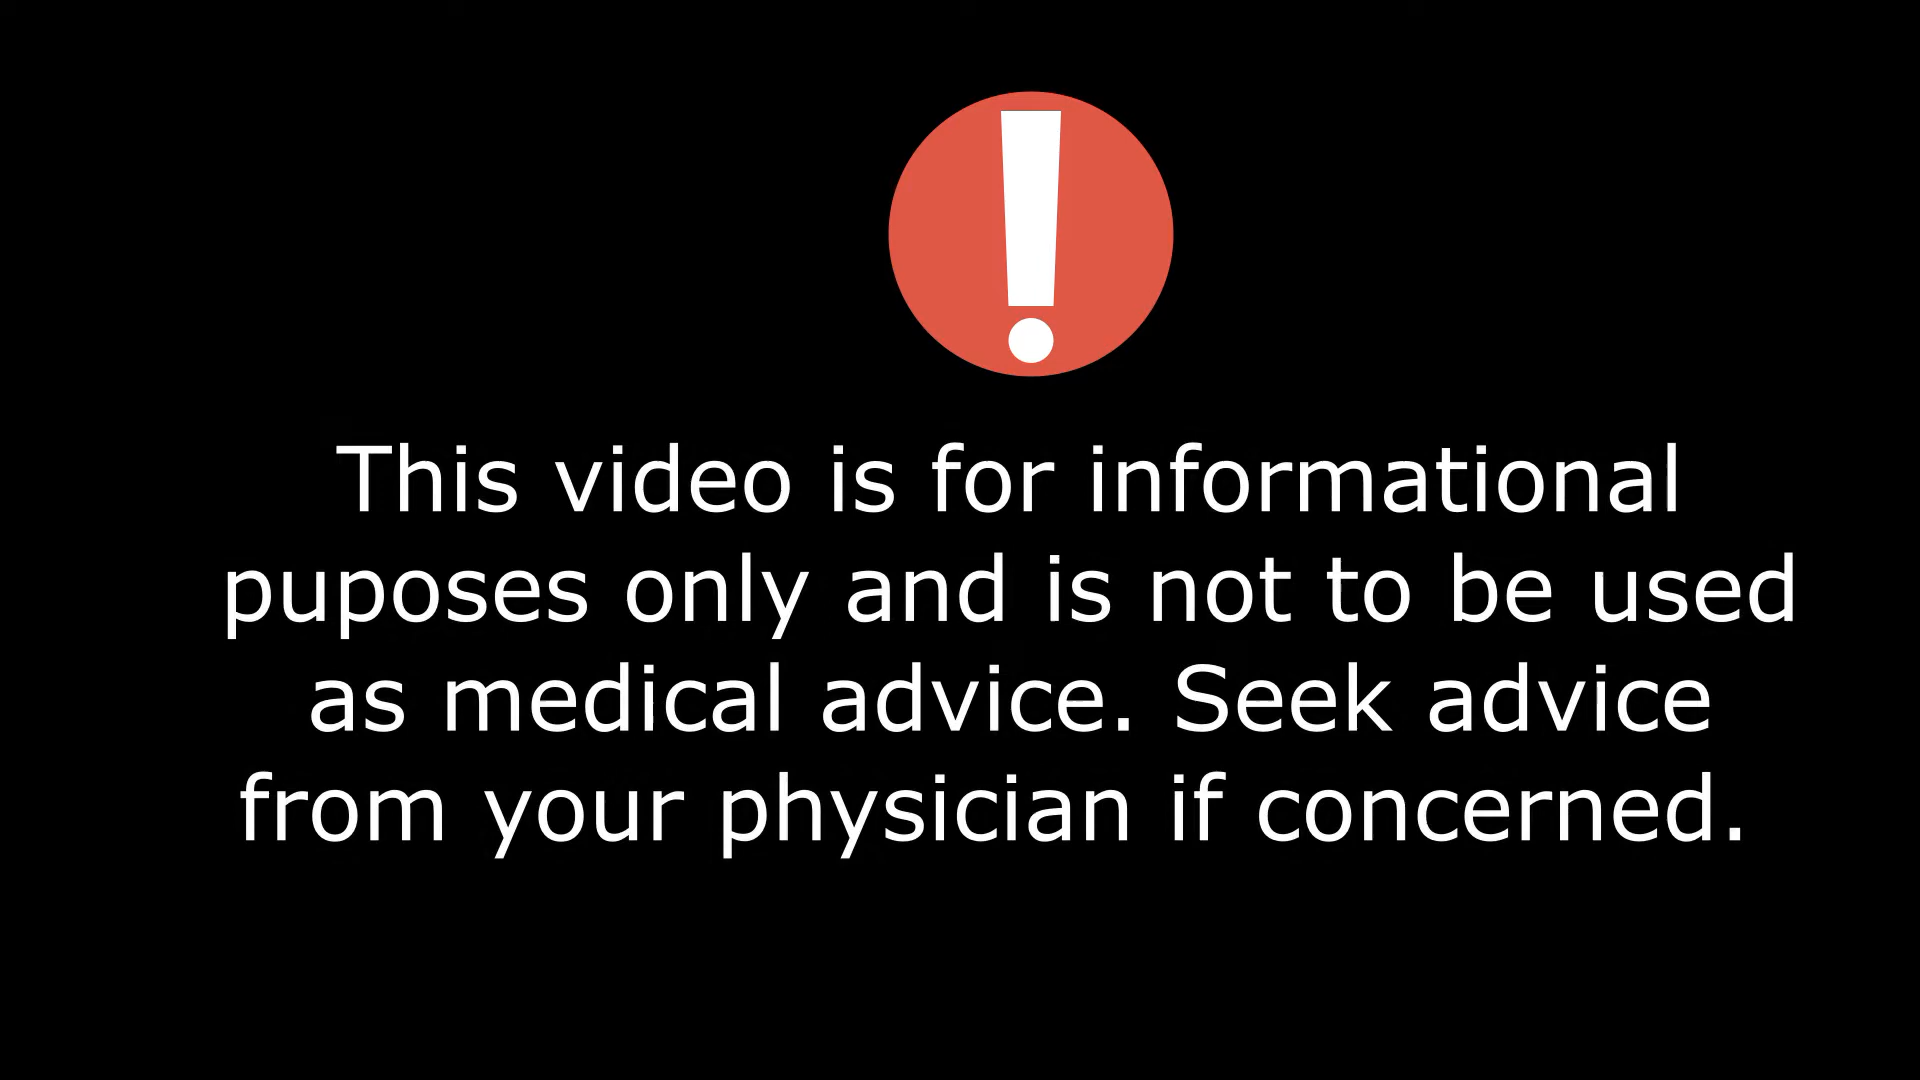 This video is for informational
puposes only and is not to be used
as medical advice. Seek advice
from your physician if concerned.